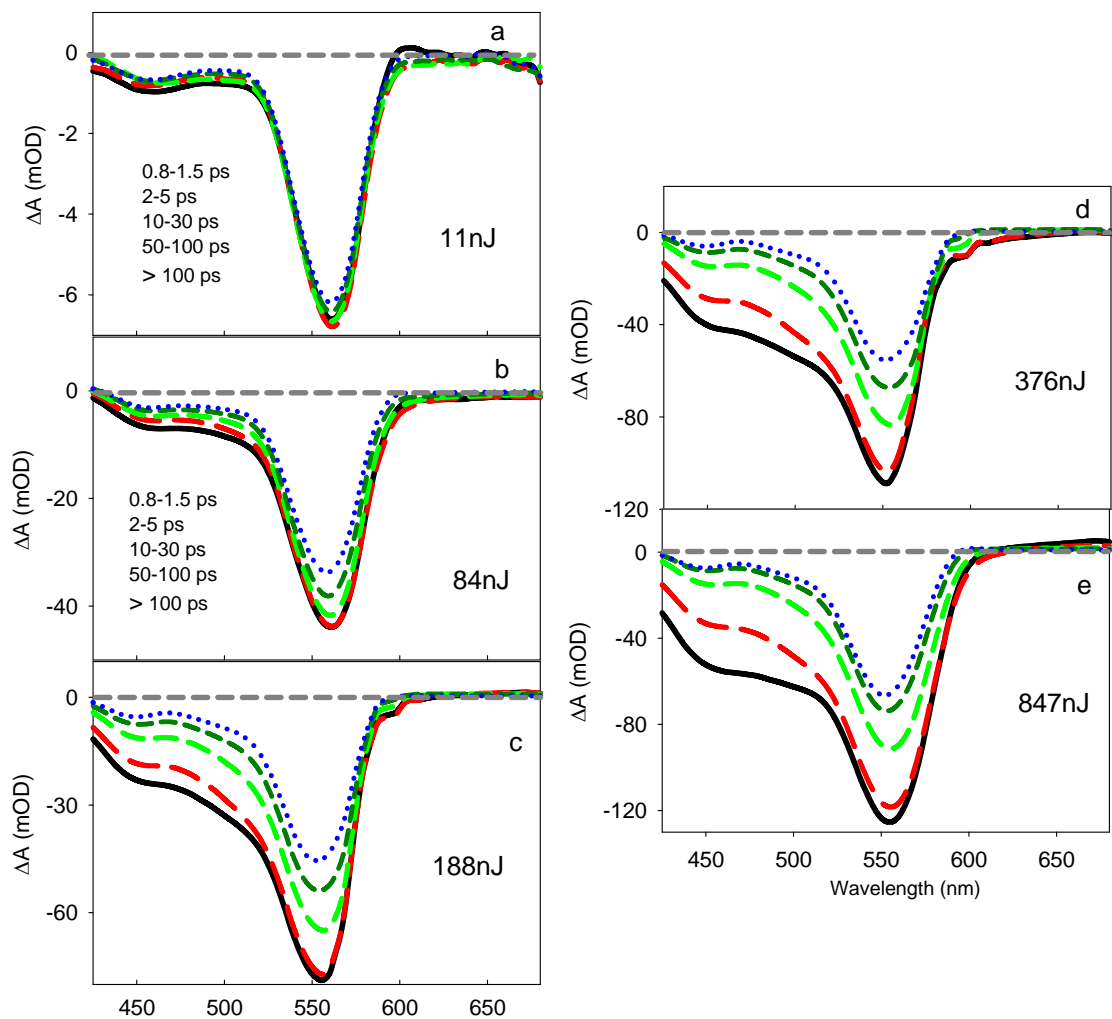 a
0
-2
-4
-6
ΔA (mOD)
0.8-1.5 ps
2-5 ps
10-30 ps
50-100 ps
> 100 ps
11nJ
b
0
-20
-40
ΔA (mOD)
0.8-1.5 ps
2-5 ps
10-30 ps
50-100 ps
> 100 ps
84nJ
c
0
-30
-60
ΔA (mOD)
188nJ
450 500 550 600 650
d
0
-40
-80
-120
ΔA (mOD)
376nJ
e
0
-40
-80
-120
ΔA (mOD)
847nJ
450 500 550 600 650
Wavelength (nm)